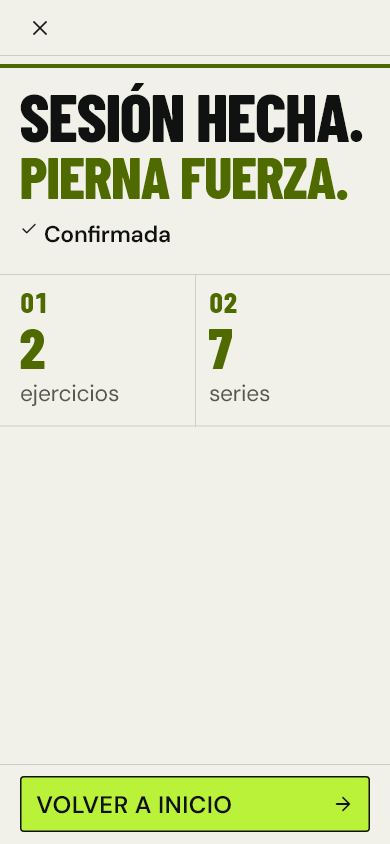 SESIÓN HECHA.
PIERNA FUERZA.
Confirmada
01
2
ejercicios
02
7
series
VOLVER A INICIO